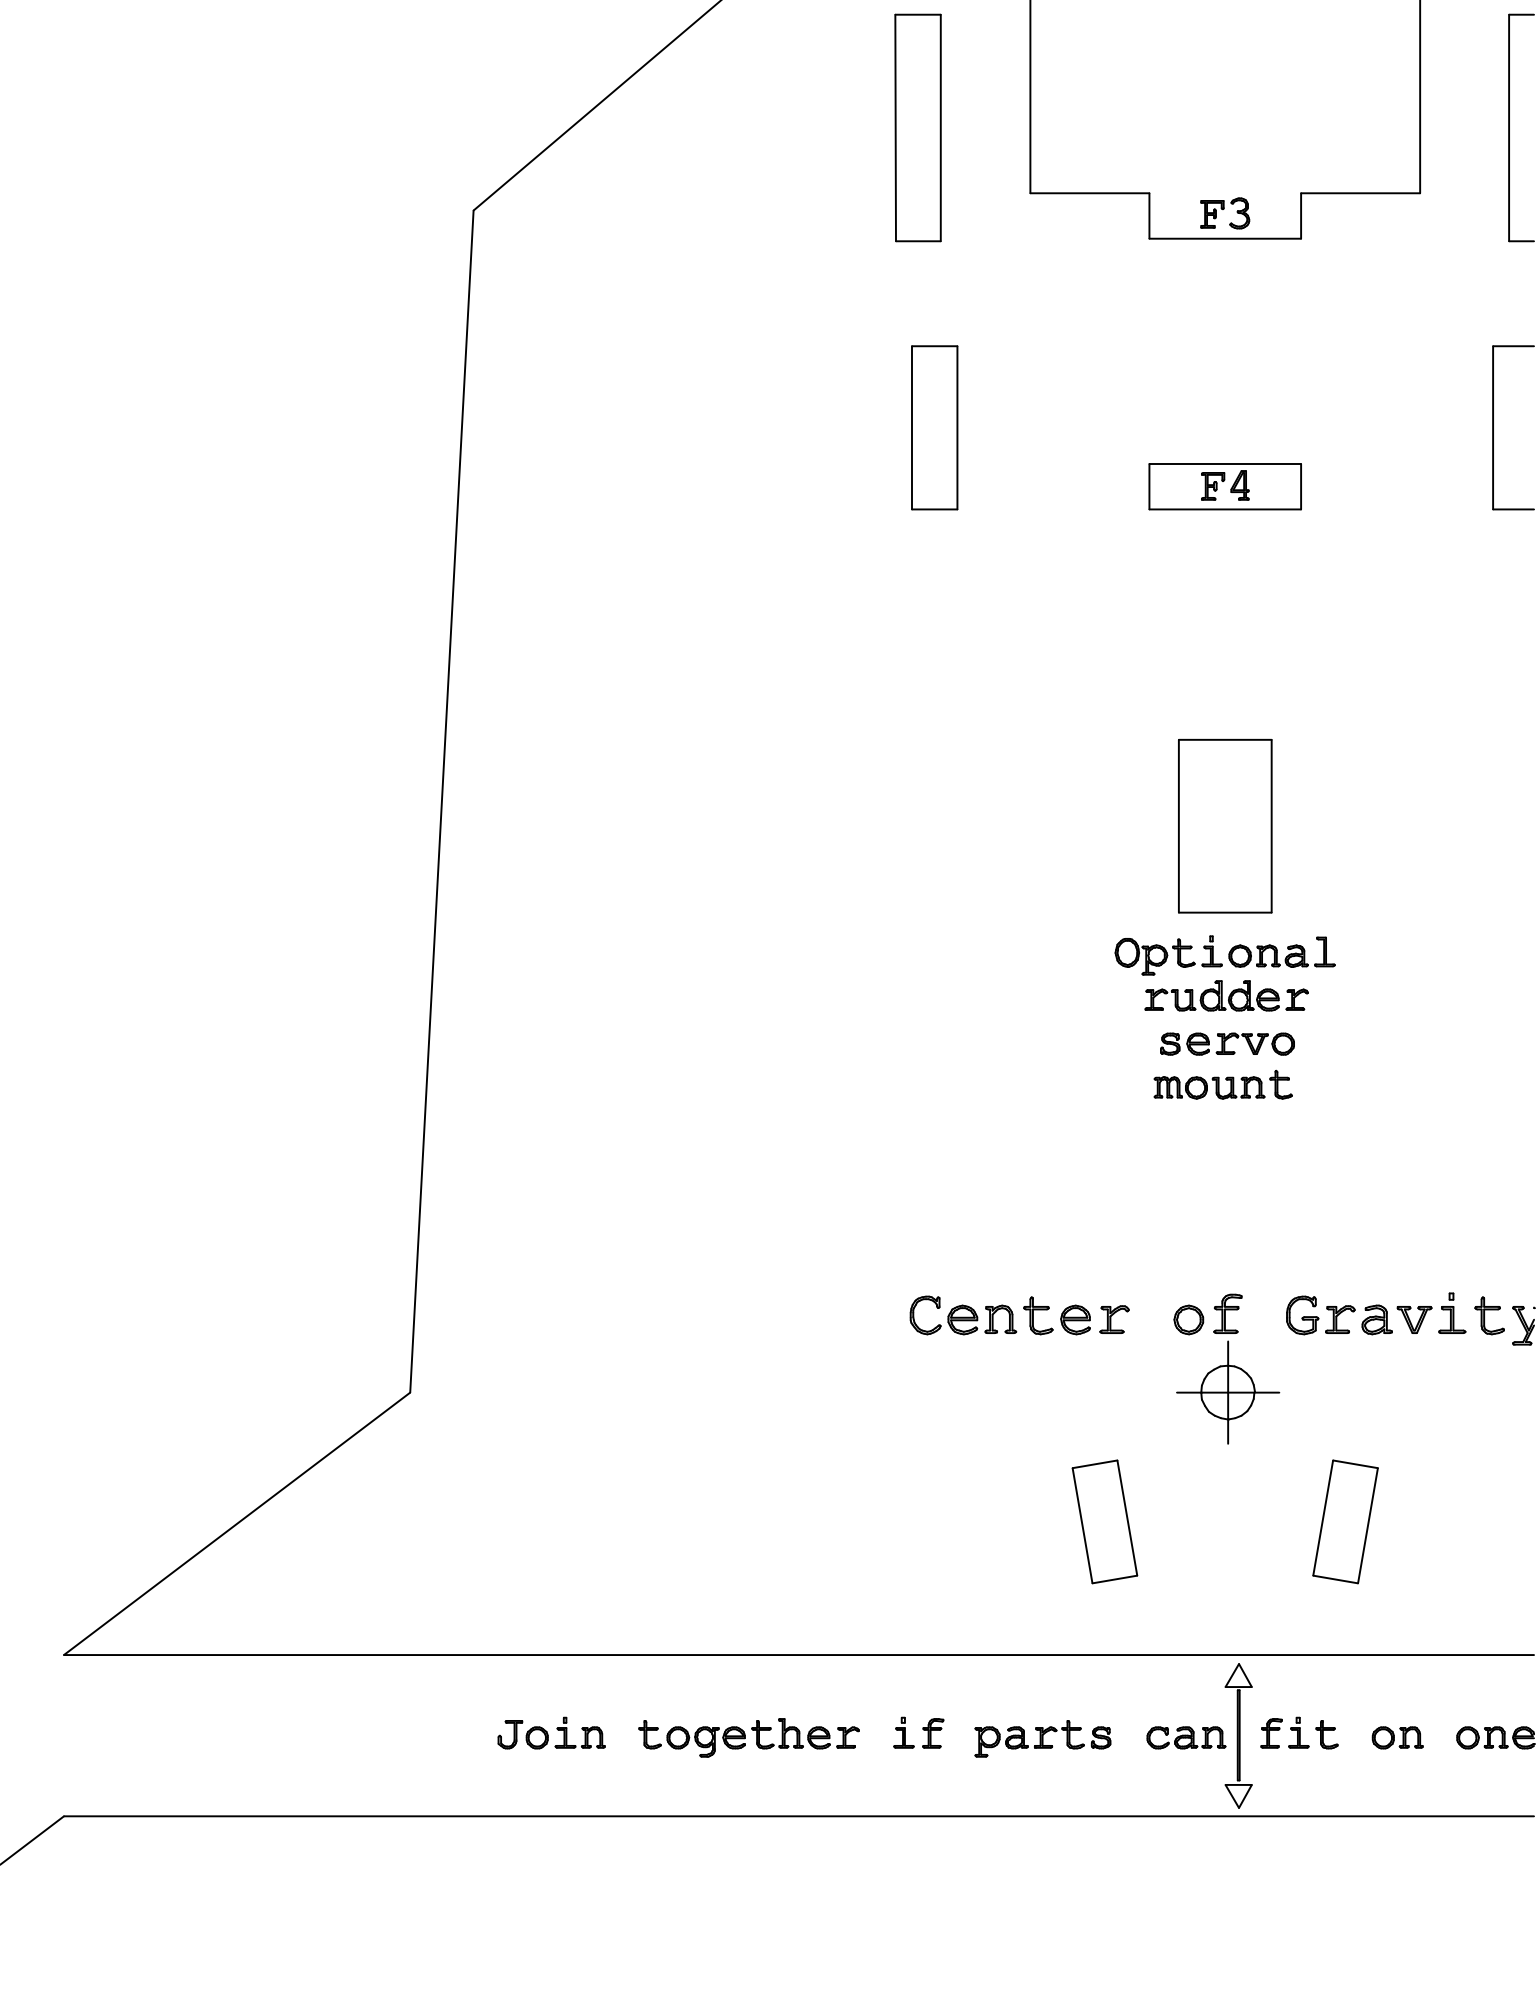 F3
F4
Optional
rudder
servo
mount
Center of Gravity
Join together if parts can fit on one